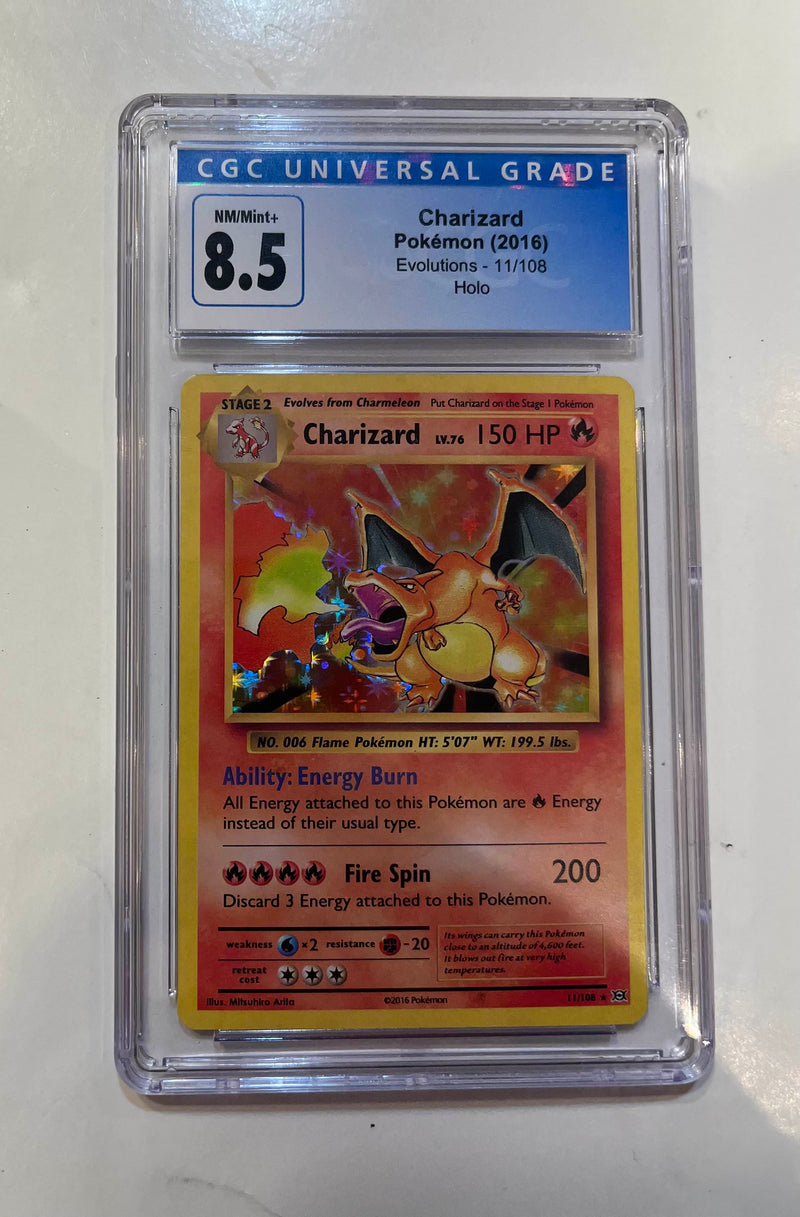 CGC UNIVERSAL GRADE
NM/Mint+
8.5
Charizard
Pokémon (2016)
Evolutions - 11/108
Holo
STAGE 2 Evolves from Charmeleon Put Charizard on the Stage 1 Pokémon
Charizard LV.76 150 HP
NO. 006 Flame Pokémon HT: 5'07" WT: 199.5 lbs.
Ability: Energy Burn
All Energy attached to this Pokémon are Energy
instead of their usual type.
Fire Spin 200
Discard 3 Energy attached to this Pokémon.
weakness ×2 resistance -20
retreat
cost
Its wings can carry this Pokémon
close to an altitude of 4,600 feet.
It blows out fire at very high
temperatures.
Illus. Mitsuhiro Arita ©2016 Pokémon 11/108 ★